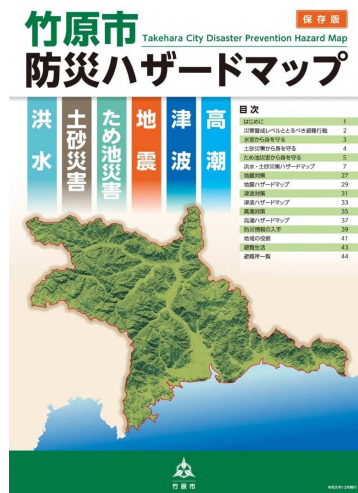 保存版
竹原市 Takehara City Disaster Prevention Hazard Map
防災ハザードマップ
洪水
土砂災害
ため池災害
地震
津波
高潮
目次
はじめに 1
災害警戒レベルととるべき避難行動 2
水害から身を守る 3
土砂災害から身を守る 4
ため池災害から身を守る 5
洪水・土砂災害ハザードマップ 7
地震対策 27
地震ハザードマップ 29
津波対策 31
津波ハザードマップ 33
高潮対策 35
高潮ハザードマップ 37
防災情報の入手 39
地域の役割 41
避難生活 43
避難所一覧 44
竹原市
令和元年12月発行